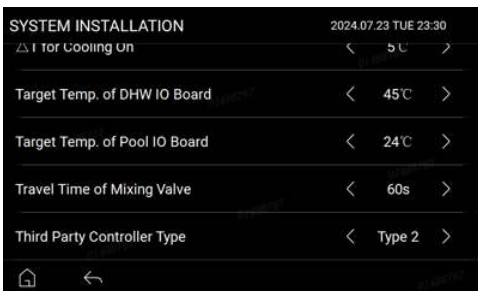 SYSTEM INSTALLATION 2024.07.23 TUE 23:30
△T for Cooling On < 5℃ >
Target Temp. of DHW IO Board < 45℃ >
Target Temp. of Pool IO Board < 24℃ >
Travel Time of Mixing Valve < 60s >
Third Party Controller Type < Type 2 >